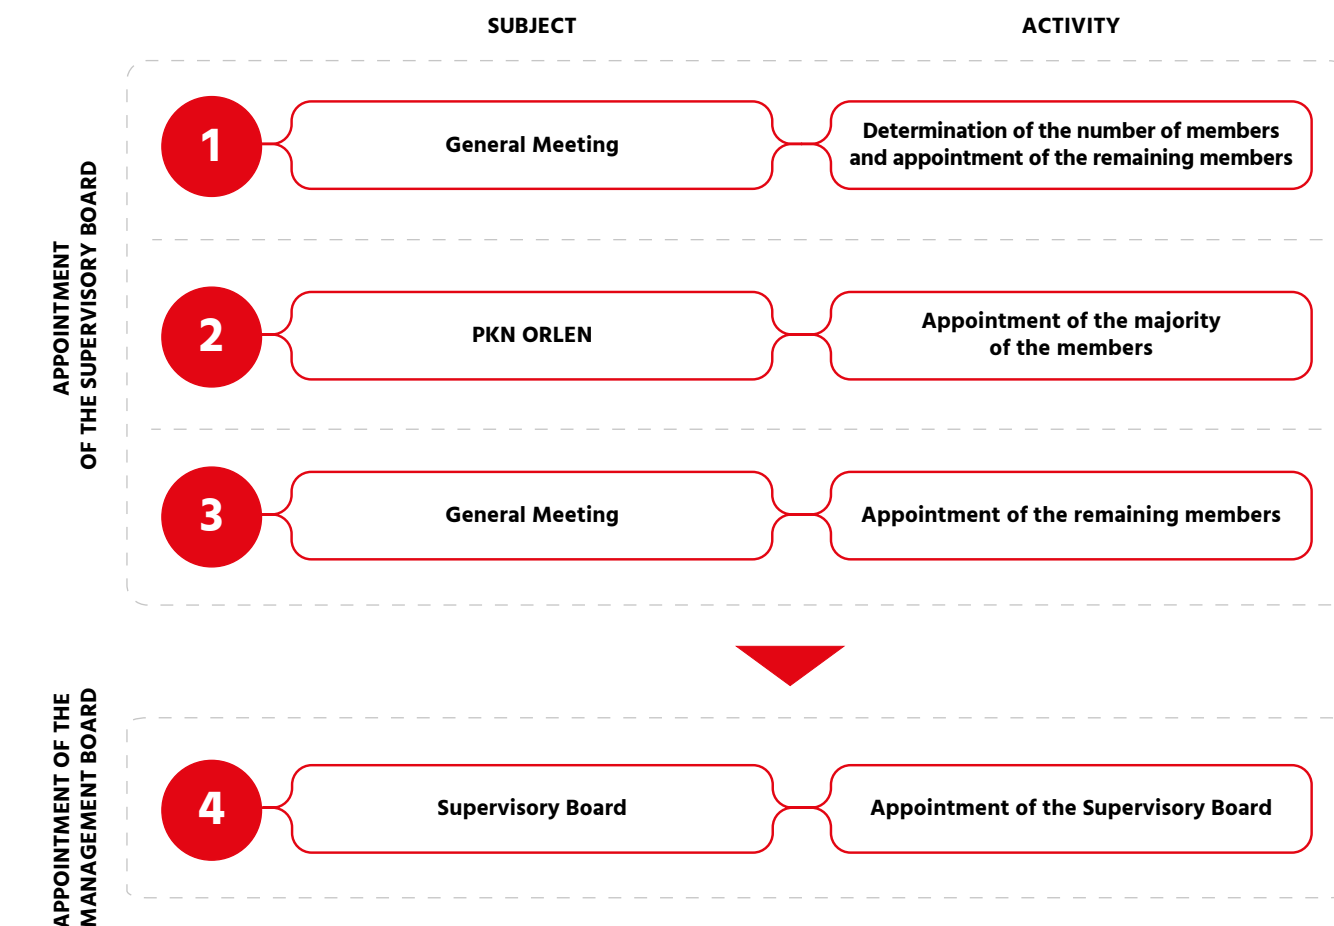 SUBJECT
ACTIVITY
APPOINTMENT
OF THE SUPERVISORY BOARD
1
General Meeting
Determination of the number of members
and appointment of the remaining members
2
PKN ORLEN
Appointment of the majority
of the members
3
General Meeting
Appointment of the remaining members
APPOINTMENT OF THE
MANAGEMENT BOARD
4
Supervisory Board
Appointment of the Supervisory Board